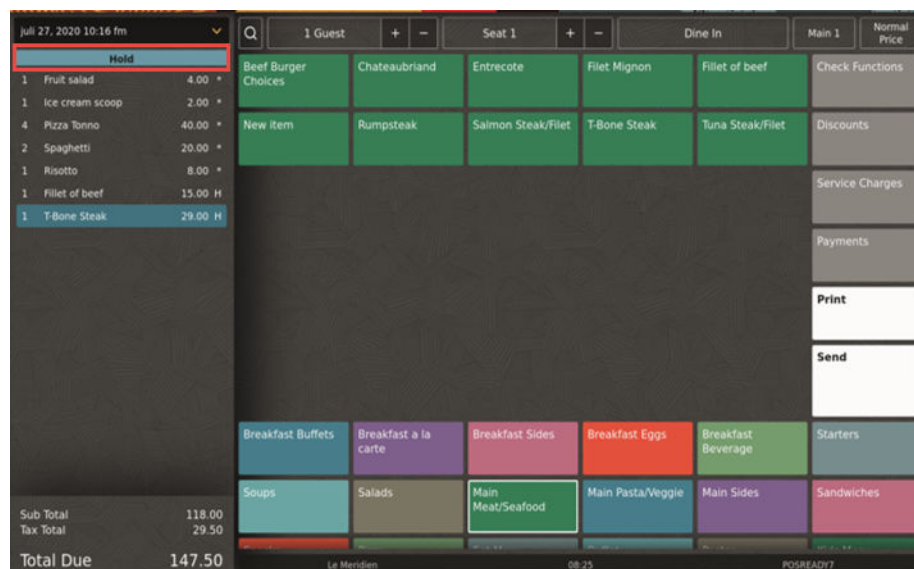 juli 27, 2020 10:16 fm
Hold
1 Fruit salad 4.00 *
1 Ice cream scoop 2.00 *
4 Pizza Tonno 40.00 *
2 Spaghetti 20.00 *
1 Risotto 8.00 *
1 Fillet of beef 15.00 H
1 T-Bone Steak 29.00 H
Sub Total 118.00
Tax Total 29.50
Total Due 147.50
1 Guest + - Seat 1 + - Dine In Main 1 Normal
Price
Beef Burger
Choices
Chateaubriand
Entrecote
Filet Mignon
Fillet of beef
Check Functions
New item
Rumpsteak
Salmon Steak/Filet
T-Bone Steak
Tuna Steak/Filet
Discounts
Service Charges
Payments
Print
Send
Breakfast Buffets
Breakfast a la
carte
Breakfast Sides
Breakfast Eggs
Breakfast
Beverage
Starters
Soups
Salads
Main
Meat/Seafood
Main Pasta/Veggie
Main Sides
Sandwiches
Le Meridien 08:25 POSREADY7